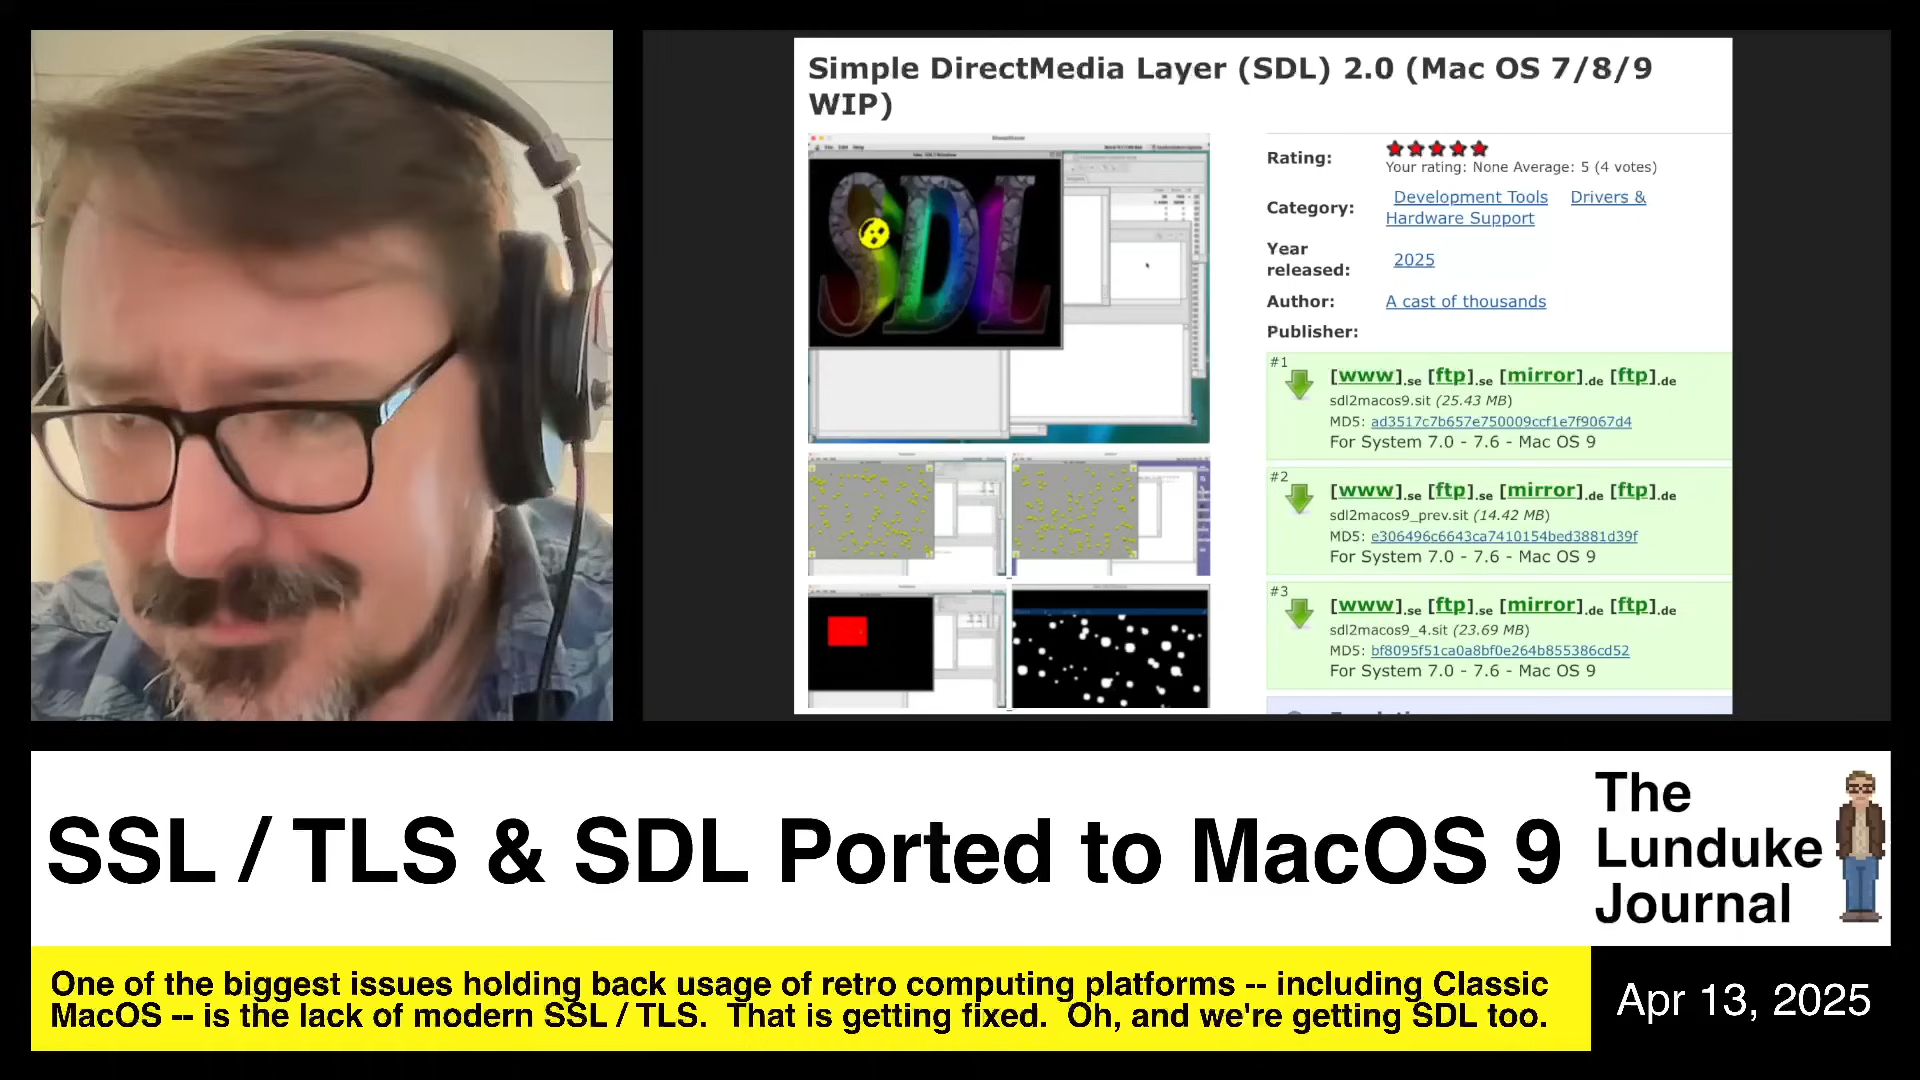 Simple DirectMedia Layer (SDL) 2.0 (Mac OS 7/8/9
WIP)
SDL
Rating:
Your rating: None Average: 5 (4 votes)
Category:
Development Tools Drivers &
Hardware Support
Year
released:
2025
Author:
A cast of thousands
Publisher:
#1
[www].se [ftp].se [mirror].de [ftp].de
sdl2macos9.sit (25.43 MB)
MD5: ad3517c7b657e750009ccf1e7f9067d4
For System 7.0 - 7.6 - Mac OS 9
#2
[www].se [ftp].se [mirror].de [ftp].de
sdl2macos9_prev.sit (14.42 MB)
MD5: e306496c6643ca7410154bed3881d39f
For System 7.0 - 7.6 - Mac OS 9
#3
[www].se [ftp].se [mirror].de [ftp].de
sdl2macos9_4.sit (23.69 MB)
MD5: bf8095f51ca0a8bf0e264b855386cd52
For System 7.0 - 7.6 - Mac OS 9
SSL / TLS & SDL Ported to MacOS 9
The
Lunduke
Journal
One of the biggest issues holding back usage of retro computing platforms -- including Classic
MacOS -- is the lack of modern SSL / TLS.  That is getting fixed.  Oh, and we're getting SDL too.
Apr 13, 2025